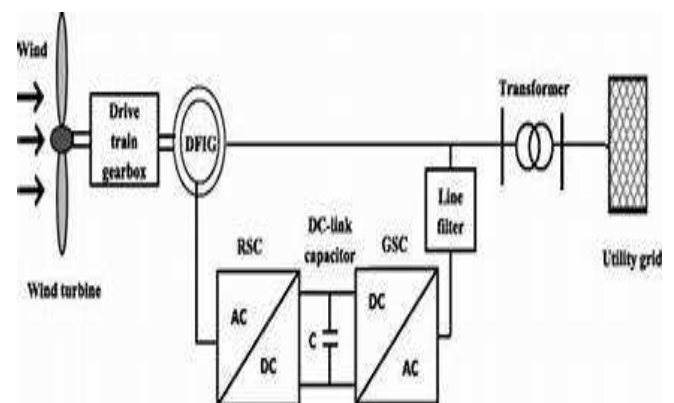 Wind
Drive
train
gearbox
DFIG
Transformer
Line
filter
RSC
DC-link
capacitor
GSC
Utility grid
Wind turbine
AC
DC
C
DC
AC